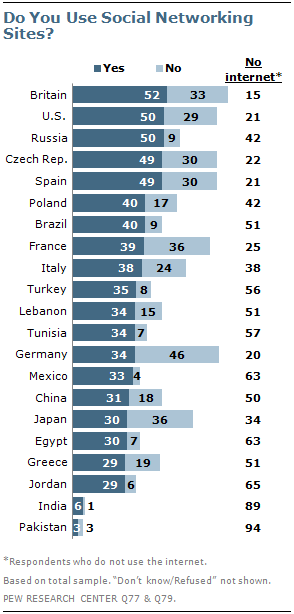 Do You Use Social Networking
Sites?
Yes No No
internet*
Britain 52 33 15
U.S. 50 29 21
Russia 50 9 42
Czech Rep. 49 30 22
Spain 49 30 21
Poland 40 17 42
Brazil 40 9 51
France 39 36 25
Italy 38 24 38
Turkey 35 8 56
Lebanon 34 15 51
Tunisia 34 7 57
Germany 34 46 20
Mexico 33 4 63
China 31 18 50
Japan 30 36 34
Egypt 30 7 63
Greece 29 19 51
Jordan 29 6 65
India 6 1 89
Pakistan 3 3 94
*Respondents who do not use the internet.
Based on total sample. “Don’t know/Refused” not shown.
PEW RESEARCH CENTER Q77 & Q79.